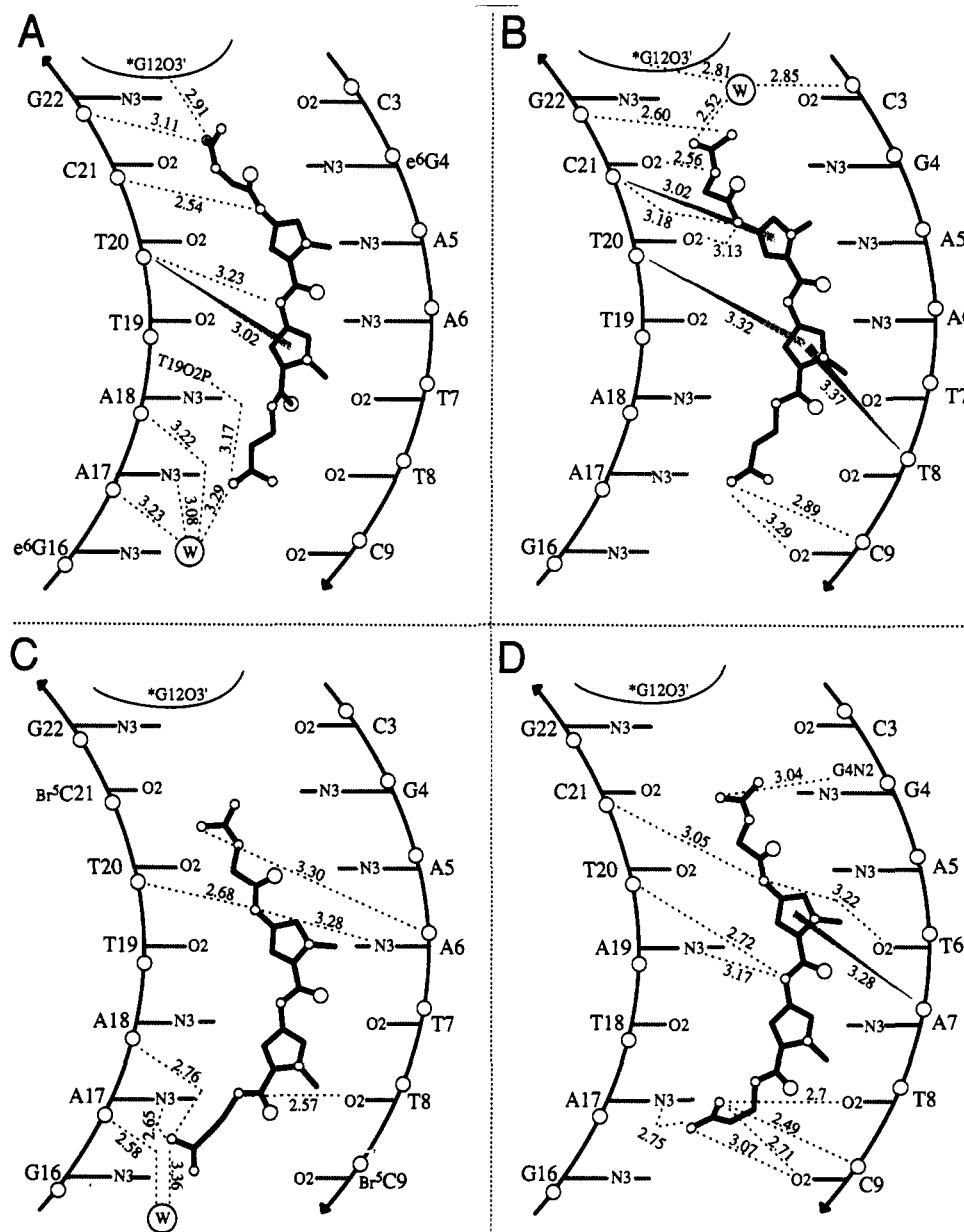 A
*G12O3'
G22 N3
2.91
3.11
O2 C3
C21 O2
N3 e⁶G4
2.54
T20 O2
N3 A5
3.23
T19 O2
3.02
N3 A6
T19O2P
A18 N3
O2 T7
3.22
3.17
A17 N3
O2 T8
3.23
3.08
3.29
e⁶G16 N3
W
O2 C9
B
*G12O3'
2.81
W
2.85
G22 N3
O2 C3
2.60
2.52
C21 O2
2.56
N3 G4
3.02
3.18
T20 O2
3.13
N3 A5
T19 O2
3.32
N3
A18 N3
3.37
O2 T7
A17 N3
O2 T8
2.89
3.29
G16 N3
O2 C9
C
*G12O3'
G22 N3
O2 C3
Br⁵C21 O2
N3 G4
T20 O2
3.30
N3 A5
2.68
3.28
T19 O2
N3 A6
A18 N3
O2 T7
2.76
A17 N3
2.57
O2 T8
2.65
2.58
3.36
G16 N3
O2 Br⁵C9
W
D
*G12O3'
G22 N3
O2 C3
3.04
G4N2
C21 O2
N3 G4
3.05
T20 O2
N3 A5
3.22
2.72
A19 N3
O2 T6
3.17
3.28
T18 O2
N3 A7
A17 N3
2.7
O2 T8
2.49
2.75
3.07
2.71
G16 N3
O2 C9